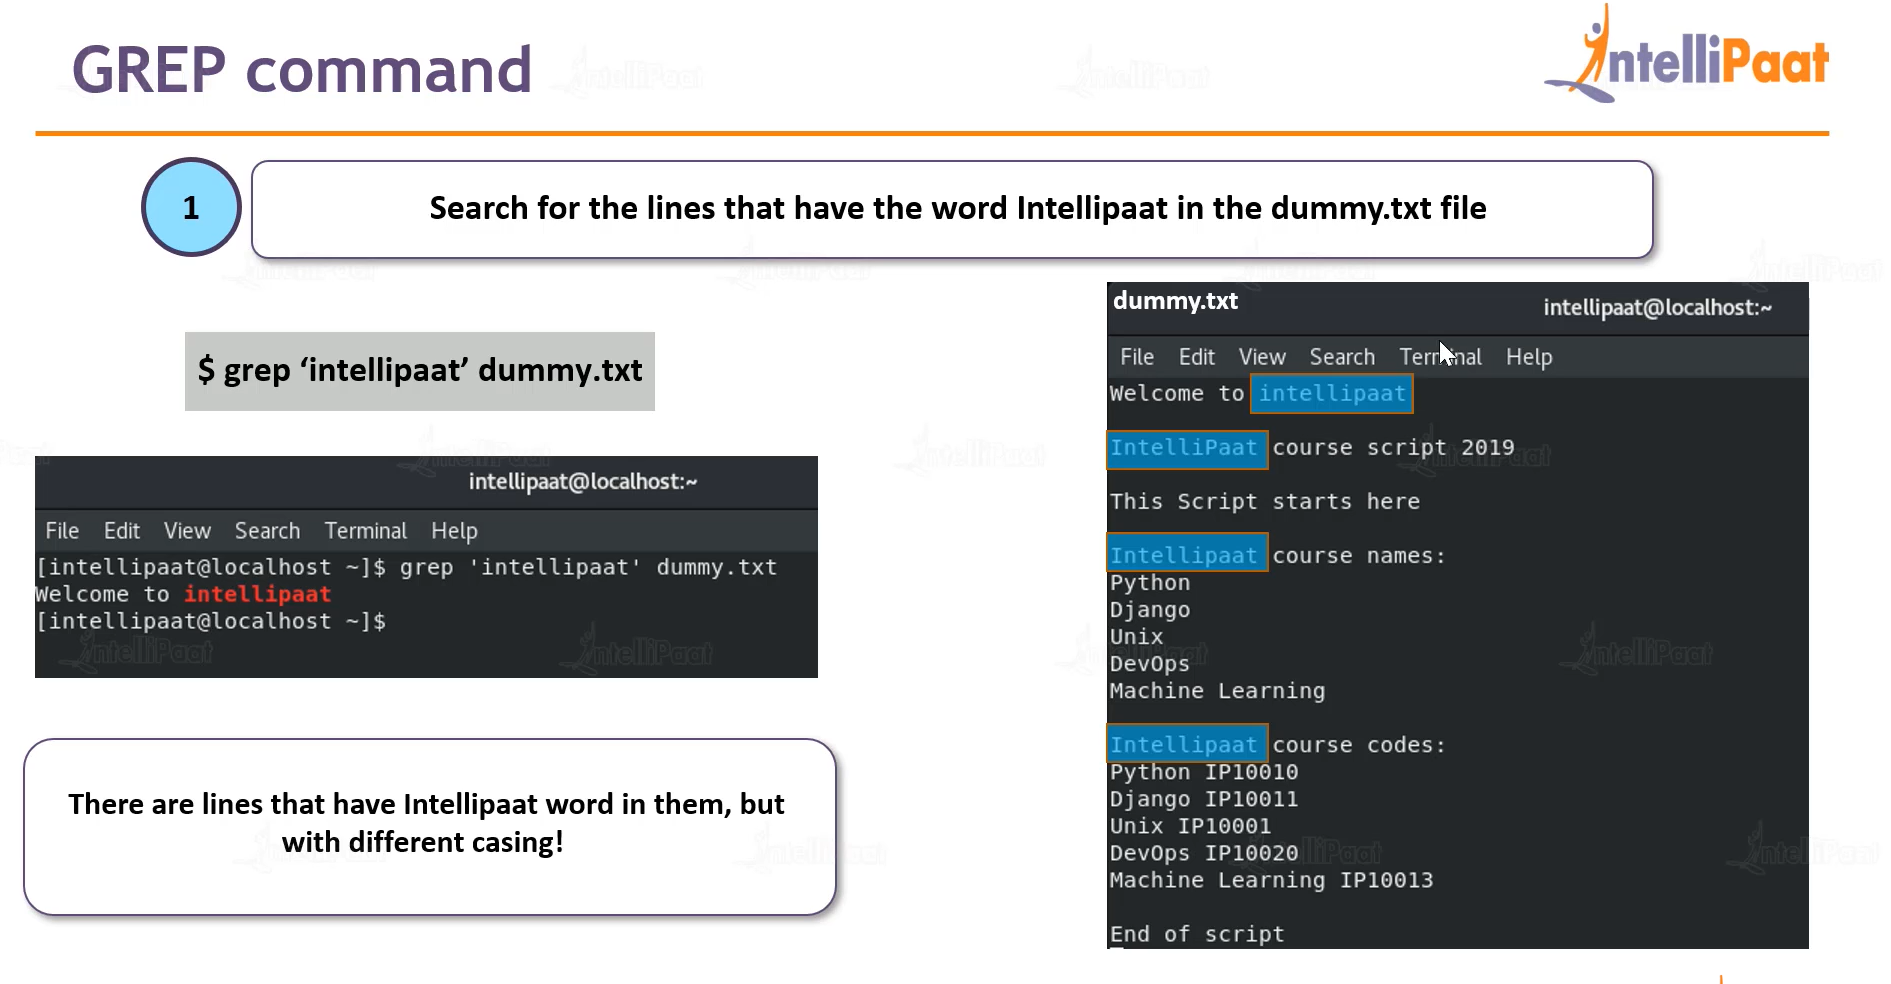 GREP command
IntelliPaat
1
Search for the lines that have the word Intellipaat in the dummy.txt file
$ grep ‘intellipaat’ dummy.txt
intellipaat@localhost:~
File Edit View Search Terminal Help
[intellipaat@localhost ~]$ grep 'intellipaat' dummy.txt
Welcome to intellipaat
[intellipaat@localhost ~]$
There are lines that have Intellipaat word in them, but
with different casing!
dummy.txt
intellipaat@localhost:~
File Edit View Search Terminal Help
Welcome to intellipaat
IntelliPaat course script 2019
This Script starts here
Intellipaat course names:
Python
Django
Unix
DevOps
Machine Learning
Intellipaat course codes:
Python IP10010
Django IP10011
Unix IP10001
DevOps IP10020
Machine Learning IP10013
End of script